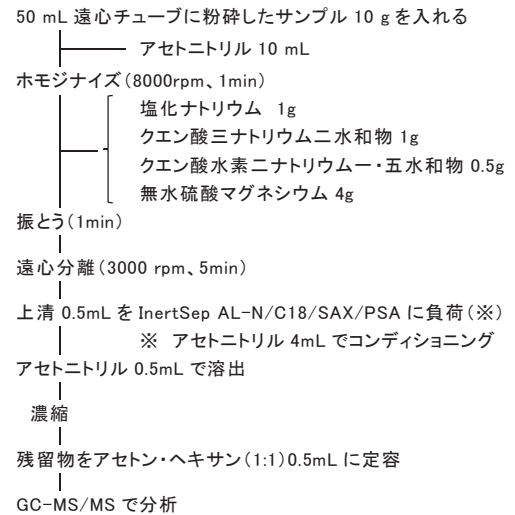 50 mL 遠心チューブに粉砕したサンプル 10 gを入れる
アセトニトリル 10 mL
ホモジナイズ(8000rpm、1min)
塩化ナトリウム 1g
クエン酸三ナトリウム二水和物 1g
クエン酸水素二ナトリウム一・五水和物 0.5g
無水硫酸マグネシウム 4g
振とう(1min)
遠心分離(3000 rpm、5min)
上清 0.5mL を InertSep AL-N/C18/SAX/PSA に負荷(※)
※ アセトニトリル 4mL でコンディショニング
アセトニトリル 0.5mL で溶出
濃縮
残留物をアセトン・ヘキサン(1:1)0.5mL に定容
GC-MS/MS で分析